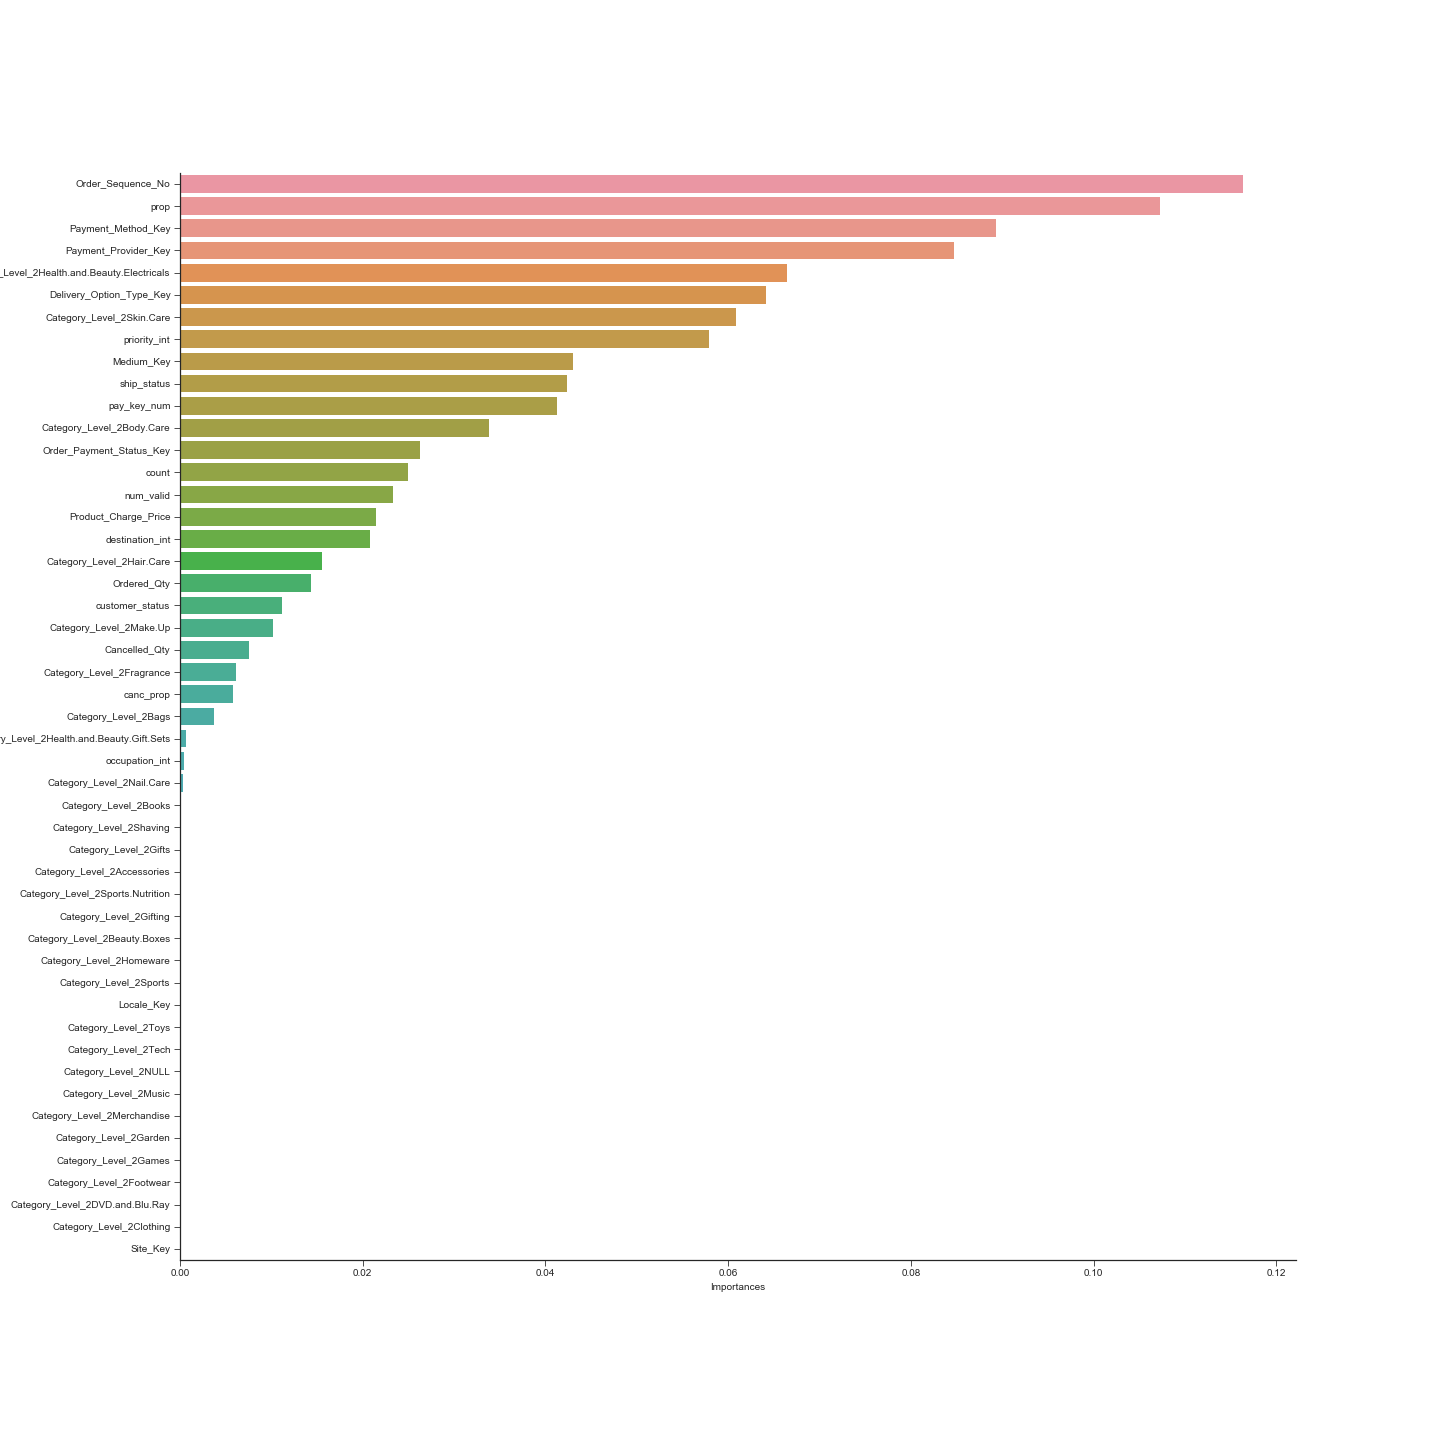 Order_Sequence_No
prop
Payment_Method_Key
Payment_Provider_Key
_Level_2Health.and.Beauty.Electricals
Delivery_Option_Type_Key
Category_Level_2Skin.Care
priority_int
Medium_Key
ship_status
pay_key_num
Category_Level_2Body.Care
Order_Payment_Status_Key
count
num_valid
Product_Charge_Price
destination_int
Category_Level_2Hair.Care
Ordered_Qty
customer_status
Category_Level_2Make.Up
Cancelled_Qty
Category_Level_2Fragrance
canc_prop
Category_Level_2Bags
y_Level_2Health.and.Beauty.Gift.Sets
occupation_int
Category_Level_2Nail.Care
Category_Level_2Books
Category_Level_2Shaving
Category_Level_2Gifts
Category_Level_2Accessories
Category_Level_2Sports.Nutrition
Category_Level_2Gifting
Category_Level_2Beauty.Boxes
Category_Level_2Homeware
Category_Level_2Sports
Locale_Key
Category_Level_2Toys
Category_Level_2Tech
Category_Level_2NULL
Category_Level_2Music
Category_Level_2Merchandise
Category_Level_2Garden
Category_Level_2Games
Category_Level_2Footwear
Category_Level_2DVD.and.Blu.Ray
Category_Level_2Clothing
Site_Key
0.00 0.02 0.04 0.06 0.08 0.10 0.12
Importances